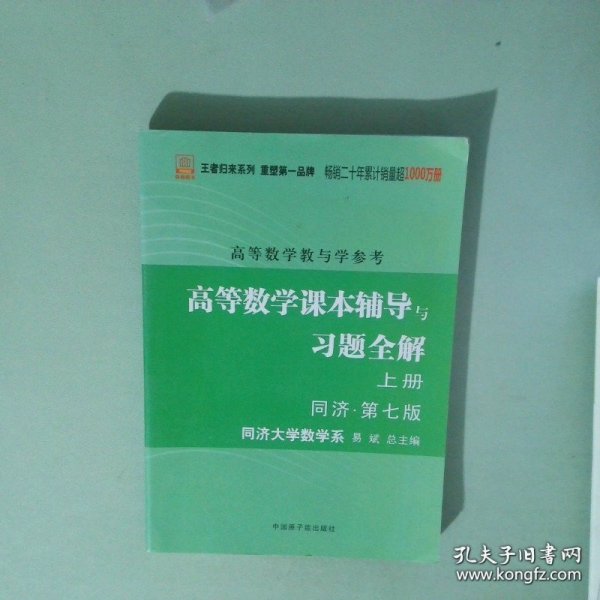 王者归来系列 重塑第一品牌 畅销二十年累计销量超1000万册
高等数学教与学参考
高等数学课本辅导与
习题全解
上册
同济·第七版
同济大学数学系 易 斌 总主编
中国原子能出版社
孔夫子旧书网
www.kongfz.com